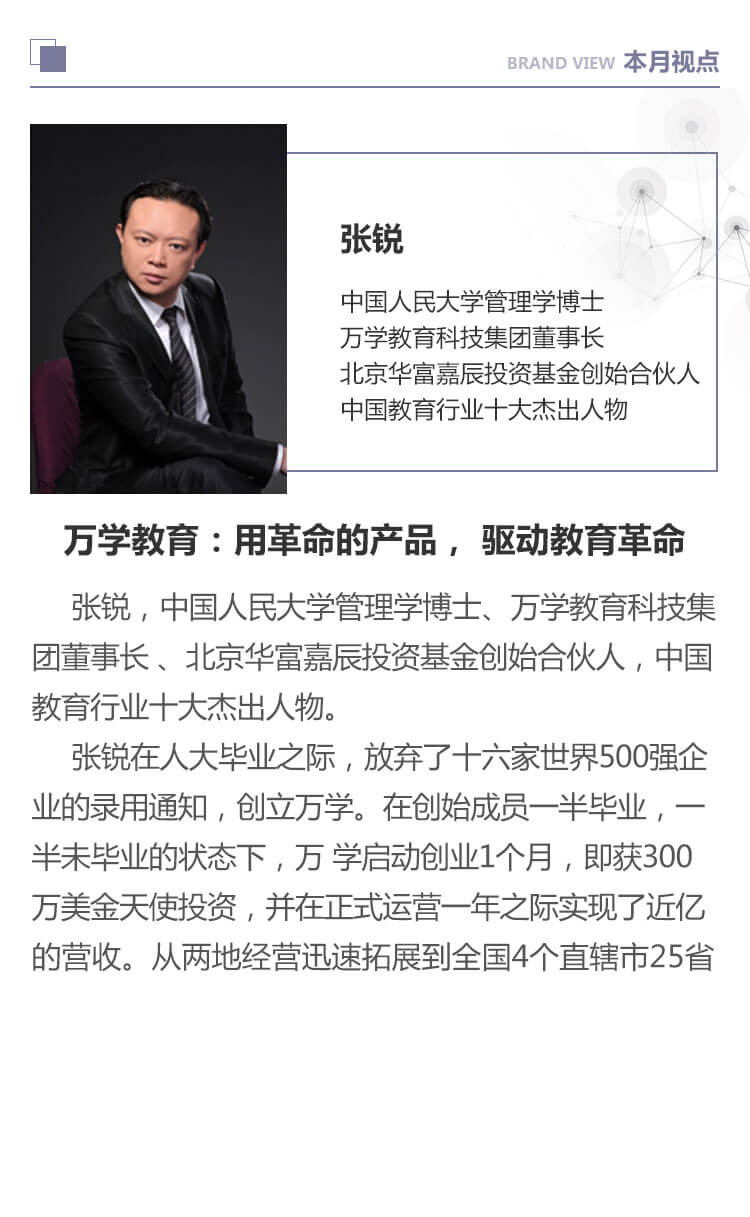 BRAND VIEW 本月视点
张锐
中国人民大学管理学博士
万学教育科技集团董事长
北京华富嘉辰投资基金创始合伙人
中国教育行业十大杰出人物
万学教育：用革命的产品， 驱动教育革命
张锐，中国人民大学管理学博士、万学教育科技集
团董事长 、北京华富嘉辰投资基金创始合伙人，中国
教育行业十大杰出人物。
张锐在人大毕业之际，放弃了十六家世界500强企
业的录用通知，创立万学。在创始成员一半毕业，一
半未毕业的状态下，万 学启动创业1个月，即获300
万美金天使投资，并在正式运营一年之际实现了近亿
的营收。从两地经营迅速拓展到全国4个直辖市25省